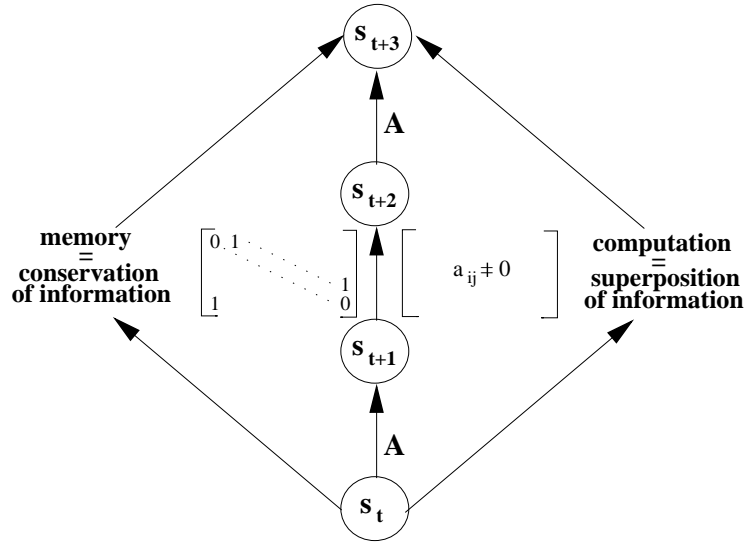 s t+3
A
s t+2
memory
=
conservation
of information
0 1
1
0
1
a ij ≠ 0
computation
=
superposition
of information
s t+1
A
s t